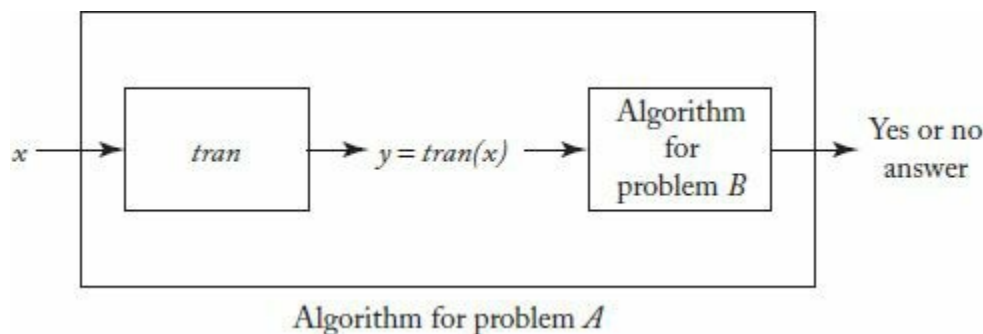 x
tran
y = tran(x)
Algorithm
for
problem B
Yes or no
answer
Algorithm for problem A